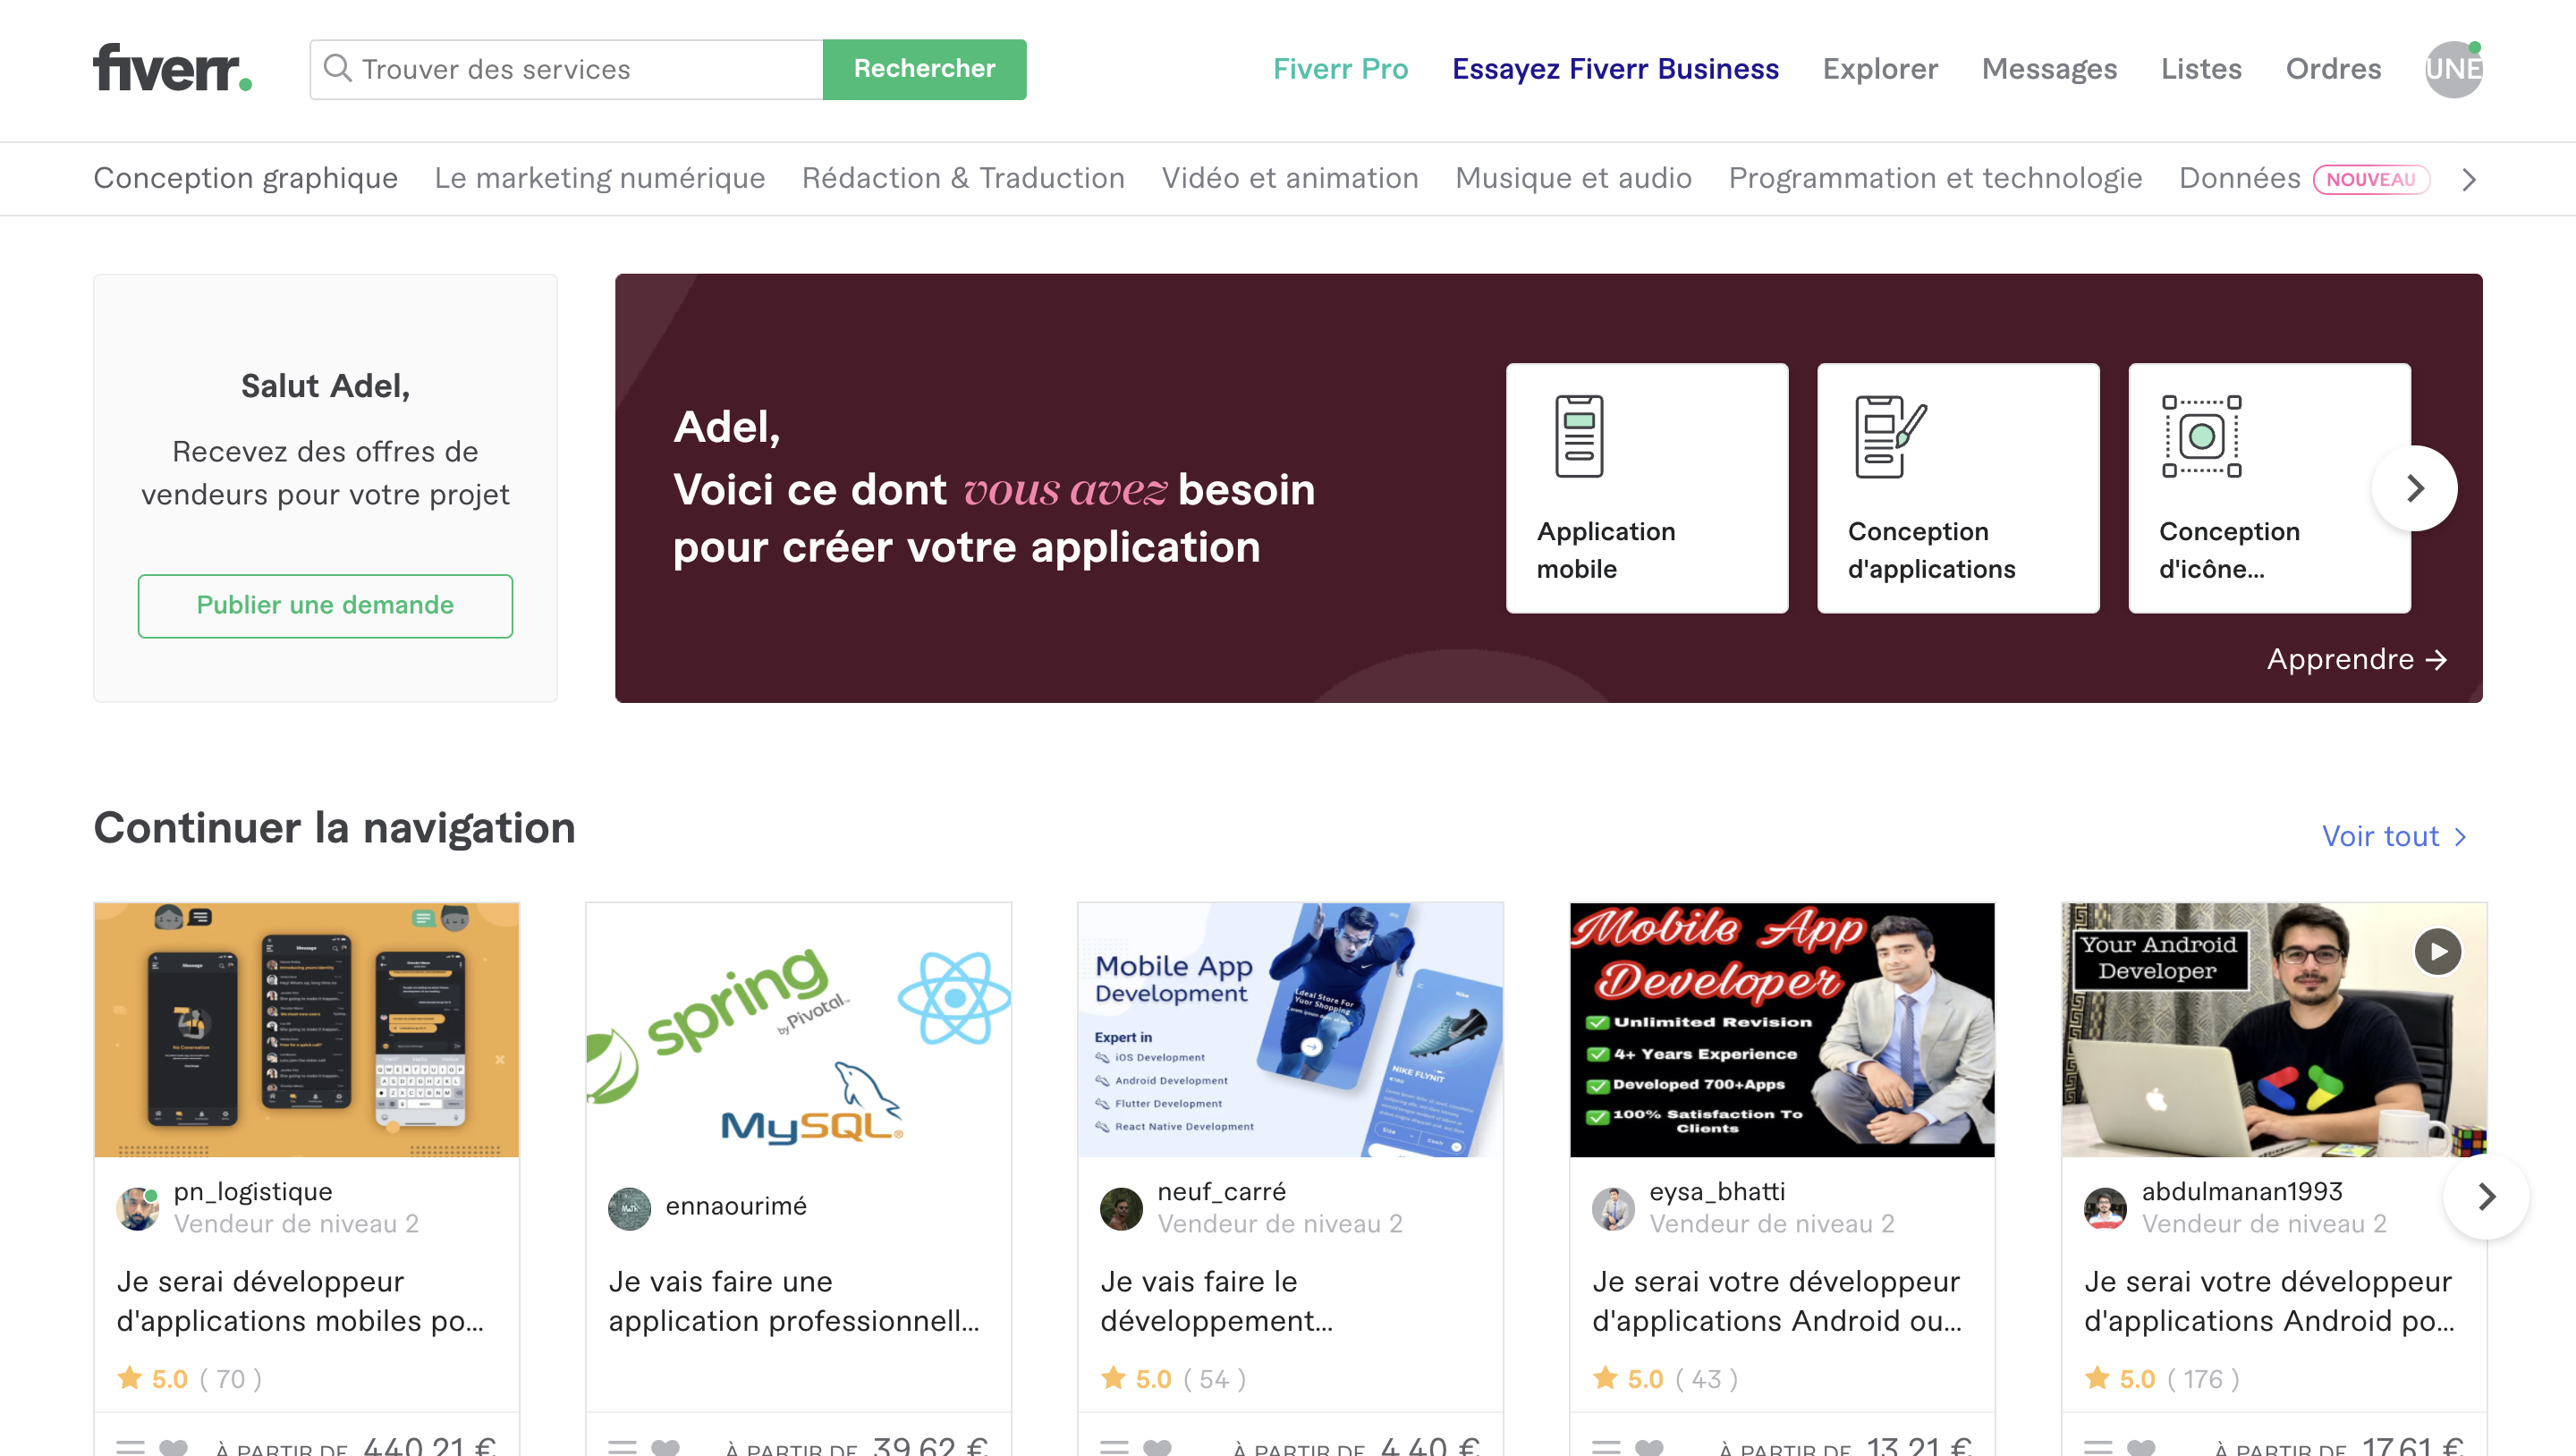 fiverr.
Trouver des services
Rechercher
Fiverr Pro
Essayez Fiverr Business
Explorer
Messages
Listes
Ordres
UNE
Conception graphique
Le marketing numérique
Rédaction & Traduction
Vidéo et animation
Musique et audio
Programmation et technologie
Données
NOUVEAU
Salut Adel,
Recevez des offres de
vendeurs pour votre projet
Publier une demande
Adel,
Voici ce dont vous avez besoin
pour créer votre application
Application
mobile
Conception
d'applications
Conception
d'icône...
Apprendre →
Continuer la navigation
Voir tout
Message
Message
pn_logistique
Vendeur de niveau 2
Je serai développeur
d'applications mobiles po...
5.0 ( 70 )
À PARTIR DE 440,21 €
spring
by Pivotal™
MySQL®
ennaourimé
Je vais faire une
application professionnell...
À PARTIR DE 39,62 €
Mobile App
Development
Expert in
iOS Development
Android Development
Flutter Development
React Native Development
NIKE FLYNIT
neuf_carré
Vendeur de niveau 2
Je vais faire le
développement...
5.0 ( 54 )
À PARTIR DE 4,40 €
Mobile App
Developer
Unlimited Revision
4+ Years Experience
Developed 700+Apps
100% Satisfaction To
Clients
eysa_bhatti
Vendeur de niveau 2
Je serai votre développeur
d'applications Android ou...
5.0 ( 43 )
À PARTIR DE 13,21 €
Your Android
Developer
abdulmanan1993
Vendeur de niveau 2
Je serai votre développeur
d'applications Android po...
5.0 ( 176 )
À PARTIR DE 17,61 €